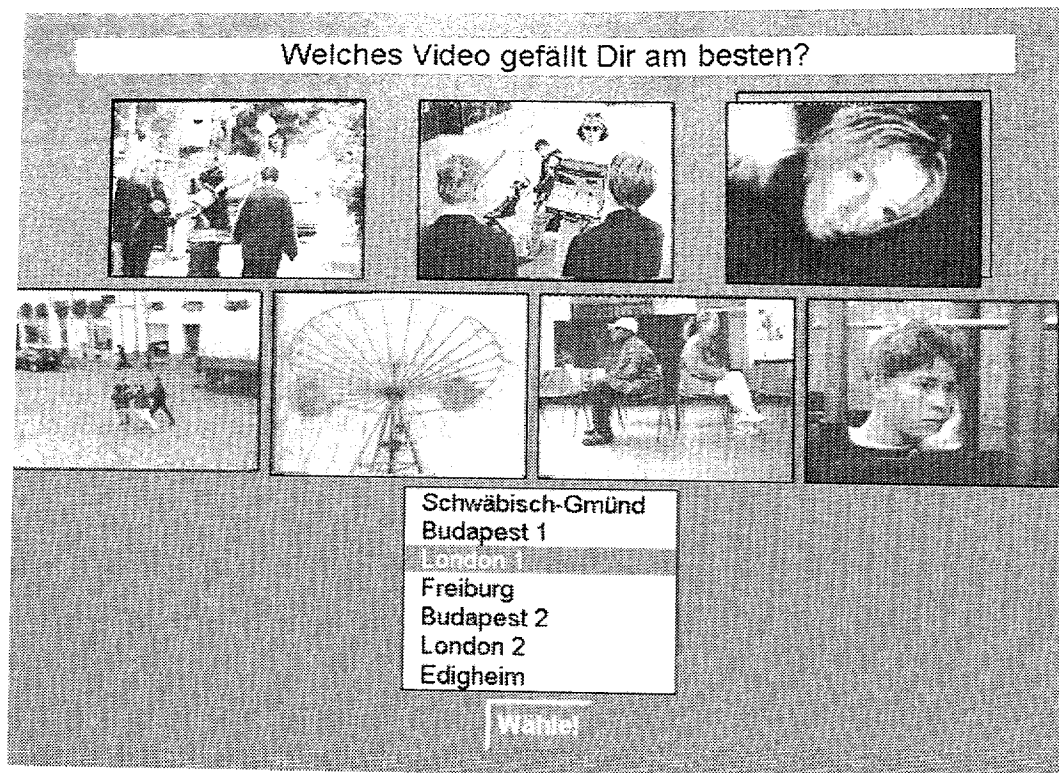 Welches Video gefällt Dir am besten?
Schwäbisch-Gmünd
Budapest 1
London 1
Freiburg
Budapest 2
London 2
Edigheim
Wähle!